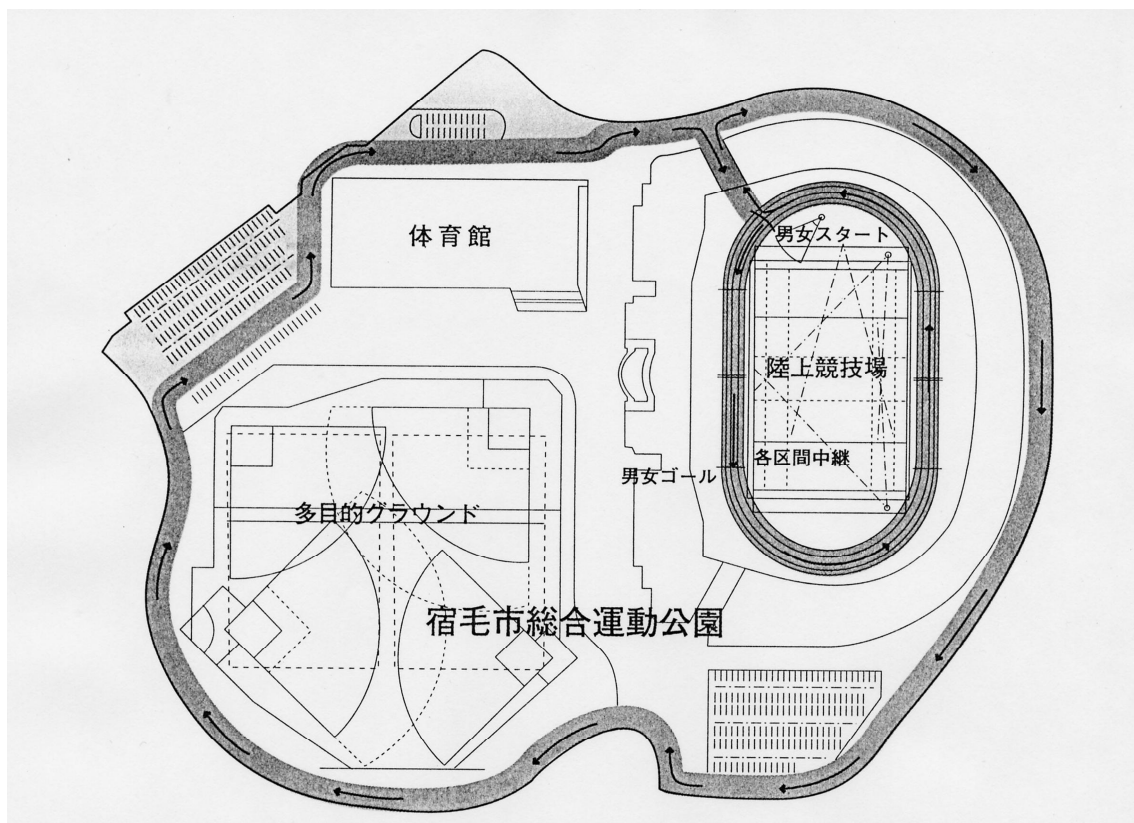 男女スタート
体育館
陸上競技場
各区間中継
男女ゴール
多目的グラウンド
宿毛市総合運動公園